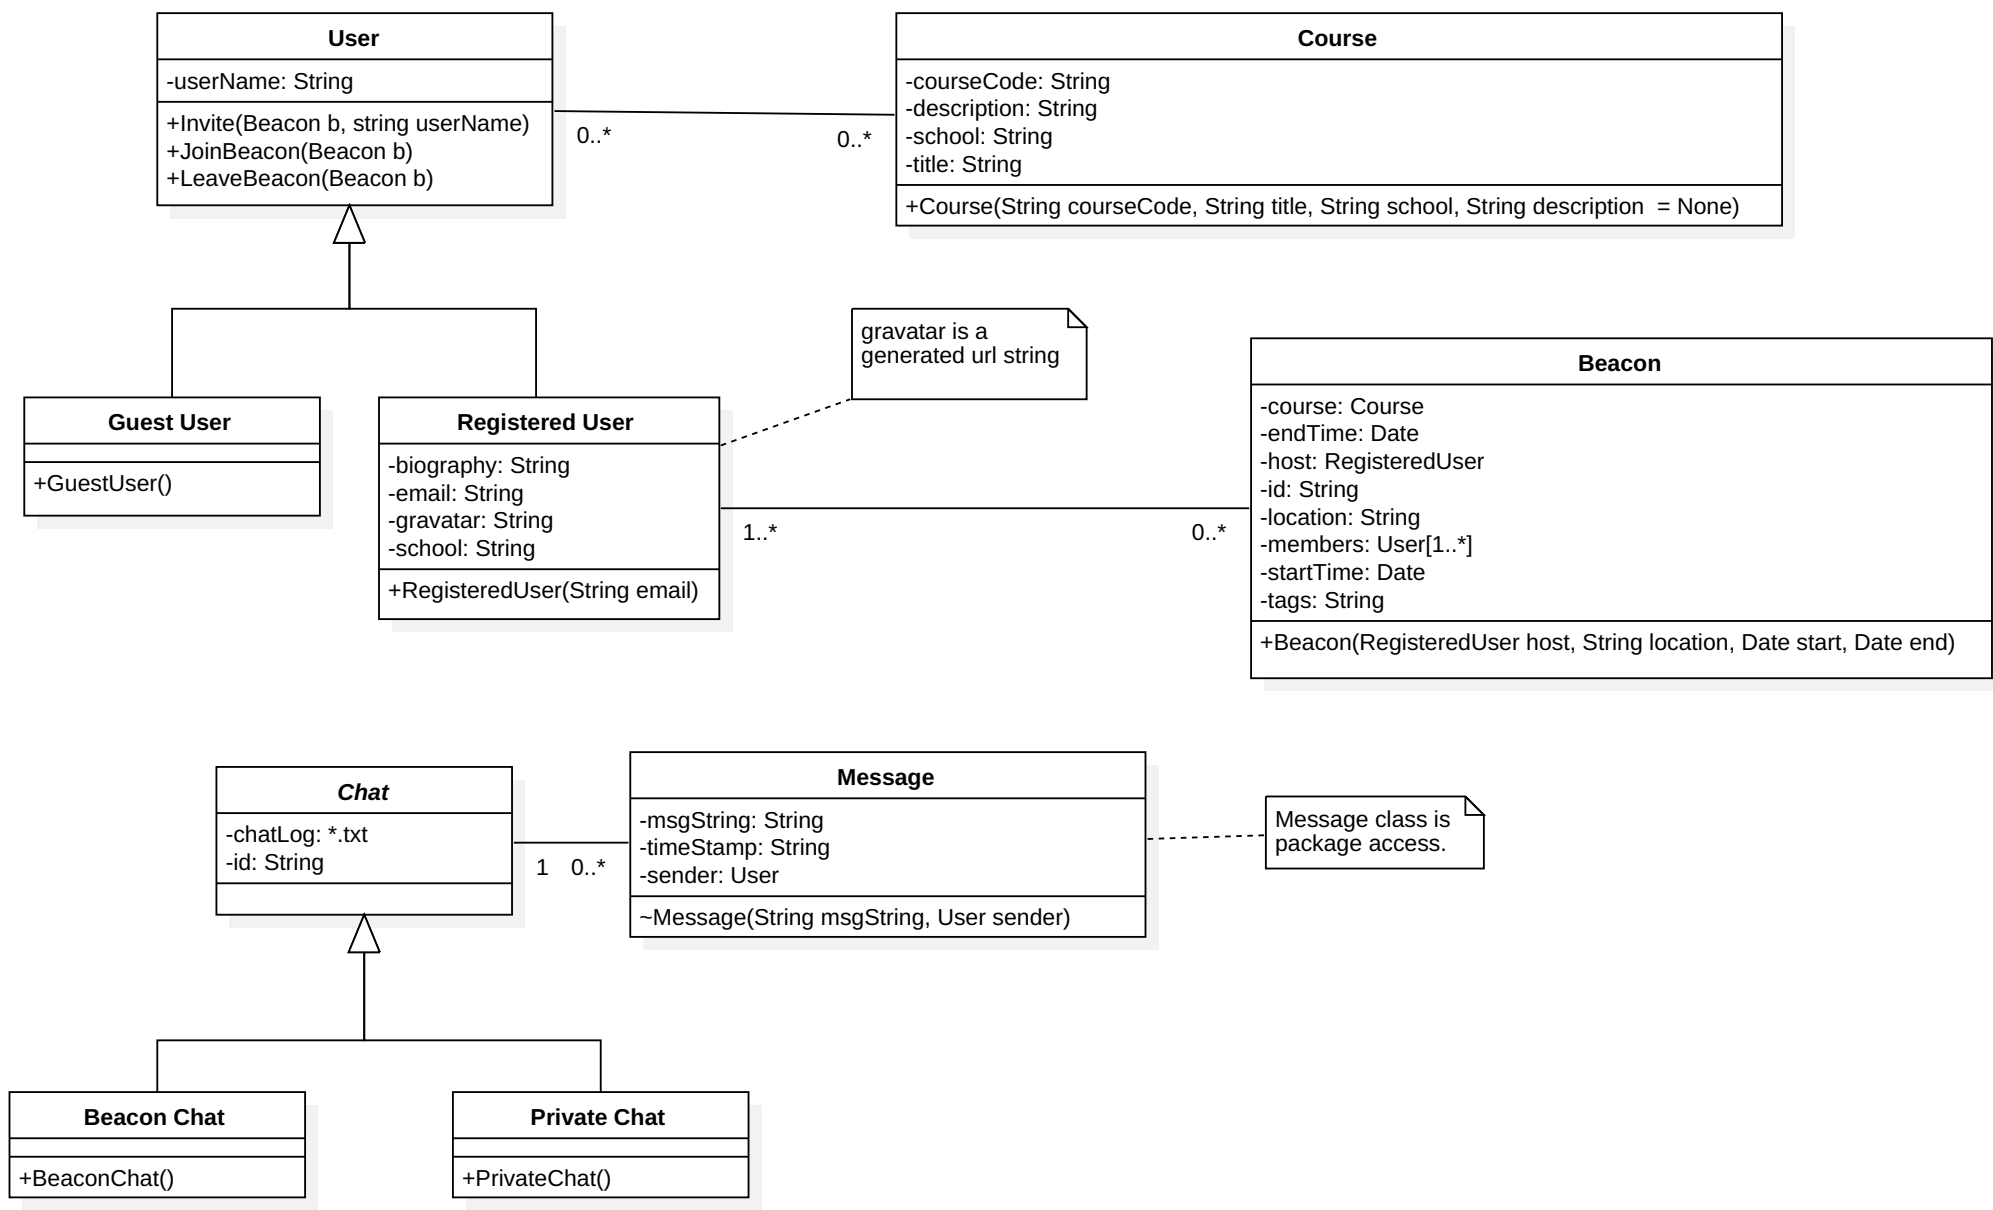 User
-userName: String
+Invite(Beacon b, string userName)
+JoinBeacon(Beacon b)
+LeaveBeacon(Beacon b)
0..*
0..*
Course
-courseCode: String
-description: String
-school: String
-title: String
+Course(String courseCode, String title, String school, String description  = None)
Guest User
+GuestUser()
Registered User
-biography: String
-email: String
-gravatar: String
-school: String
+RegisteredUser(String email)
gravatar is a
generated url string
1..*
0..*
Beacon
-course: Course
-endTime: Date
-host: RegisteredUser
-id: String
-location: String
-members: User[1..*]
-startTime: Date
-tags: String
+Beacon(RegisteredUser host, String location, Date start, Date end)
Chat
-chatLog: *.txt
-id: String
1
0..*
Message
-msgString: String
-timeStamp: String
-sender: User
~Message(String msgString, User sender)
Message class is
package access.
Beacon Chat
+BeaconChat()
Private Chat
+PrivateChat()